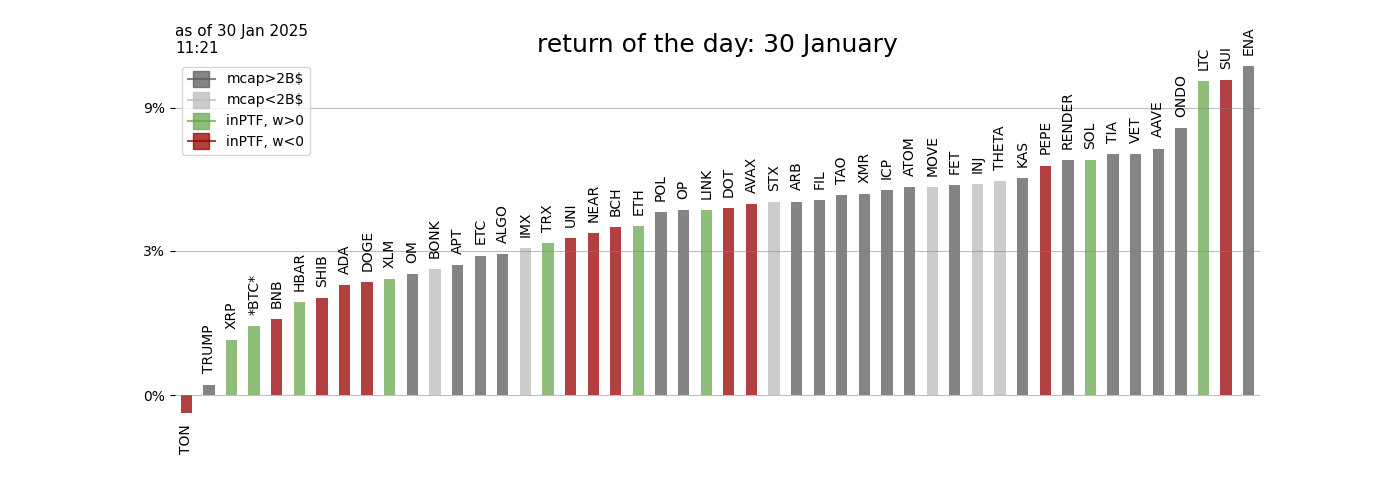 as of 30 Jan 2025
11:21
return of the day: 30 January
mcap>2B$
mcap<2B$
inPTF, w>0
inPTF, w<0
9%
3%
0%
TON
TRUMP
XRP
*BTC*
BNB
HBAR
SHIB
ADA
DOGE
XLM
OM
BONK
APT
ETC
ALGO
IMX
TRX
UNI
NEAR
BCH
ETH
POL
OP
LINK
DOT
AVAX
STX
ARB
FIL
TAO
XMR
ICP
ATOM
MOVE
FET
INJ
THETA
KAS
PEPE
RENDER
SOL
TIA
VET
AAVE
ONDO
LTC
SUI
ENA